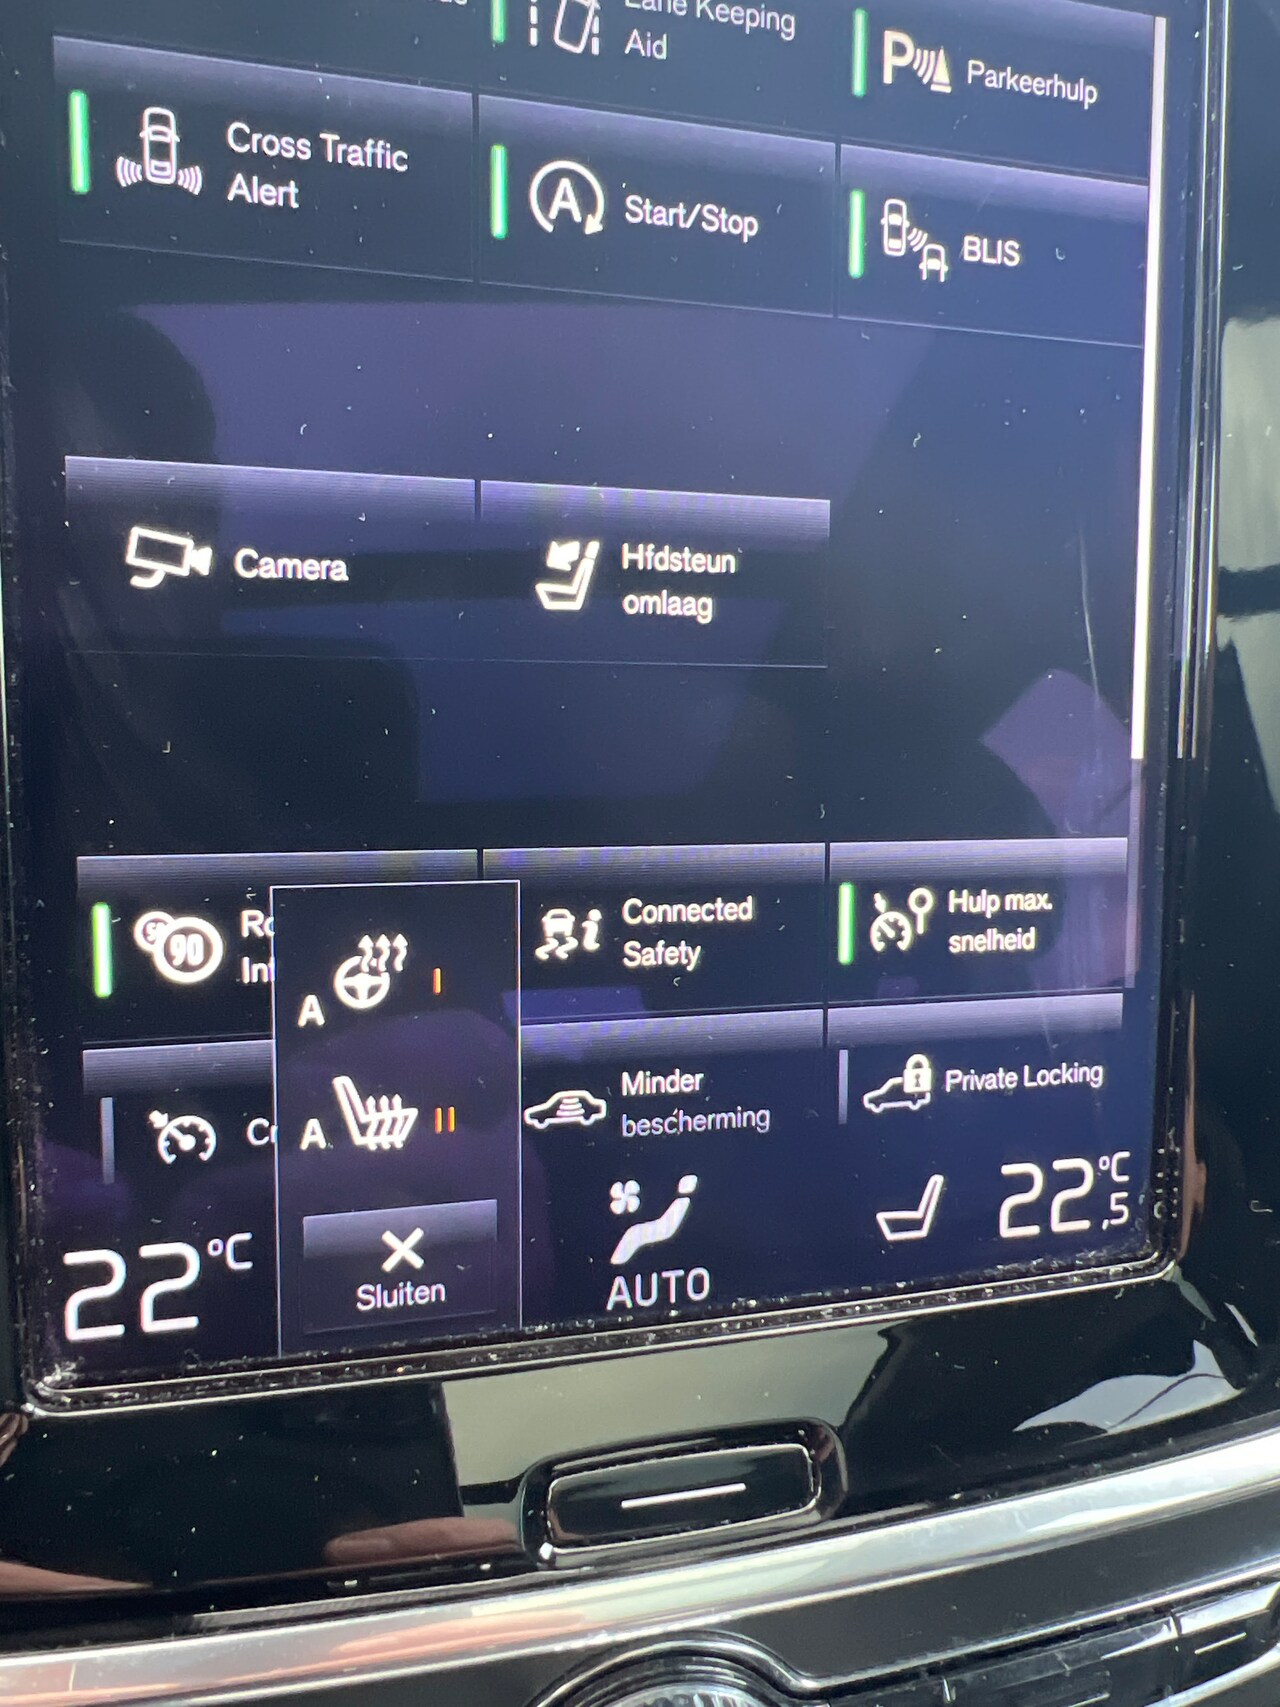 Lane Keeping
Aid
Parkeerhulp
Cross Traffic
Alert
A
Start/Stop
BLIS
Camera
Hfdsteun
omlaag
90
Connected
Safety
Hulp max.
snelheid
A
I
A
II
Minder
bescherming
Private Locking
Sluiten
22°C
AUTO
22,5°C